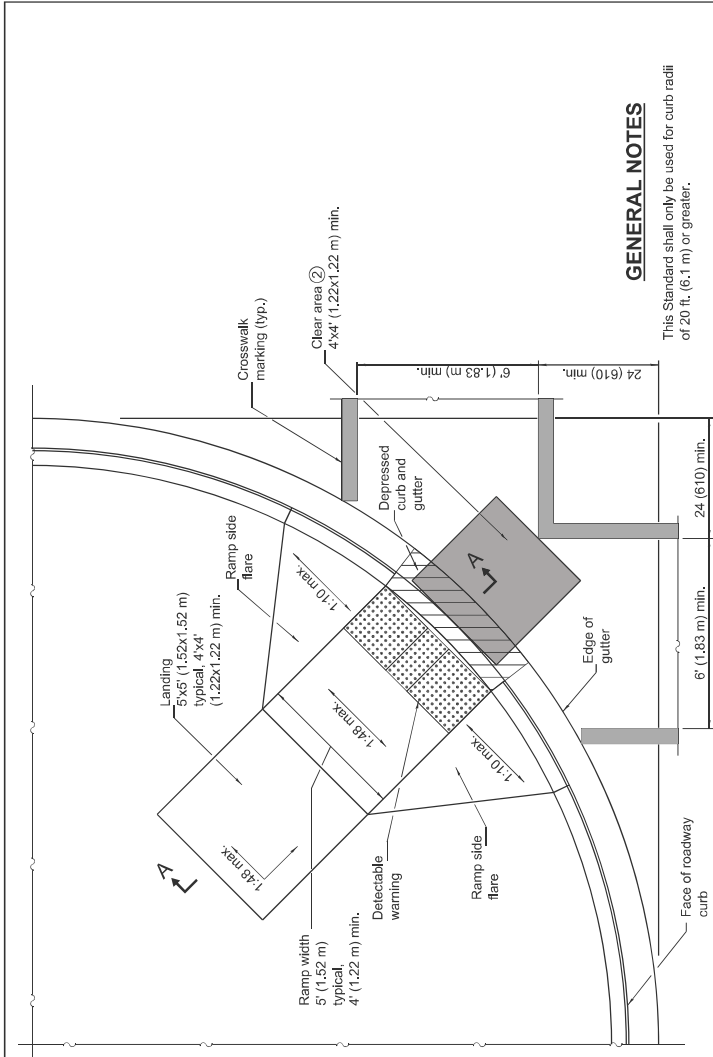 Crosswalk
marking (typ.)
Clear area ②
4'x4' (1.22x1.22 m) min.
Landing
5'x5' (1.52x1.52 m)
typical, 4'x4'
(1.22x1.22 m) min.
Ramp side
flare
Depressed
curb and
gutter
1:10 max.
1:48 max.
1:48 max.
1:10 max.
A
A
Ramp width
5' (1.52 m)
typical,
4' (1.22 m) min.
Detectable
warning
Ramp side
flare
Edge of
gutter
Face of roadway
curb
6' (1.83 m) min.
24 (610) min.
24 (610) min.
6' (1.83 m) min.
GENERAL NOTES
This Standard shall only be used for curb radii
of 20 ft. (6.1 m) or greater.